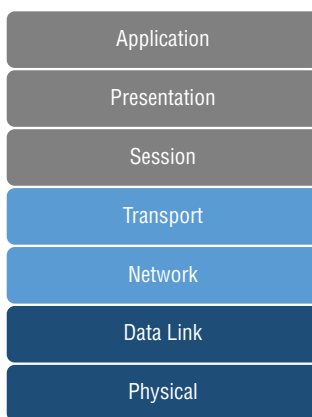 Application
Presentation
Session
Transport
Network
Data Link
Physical